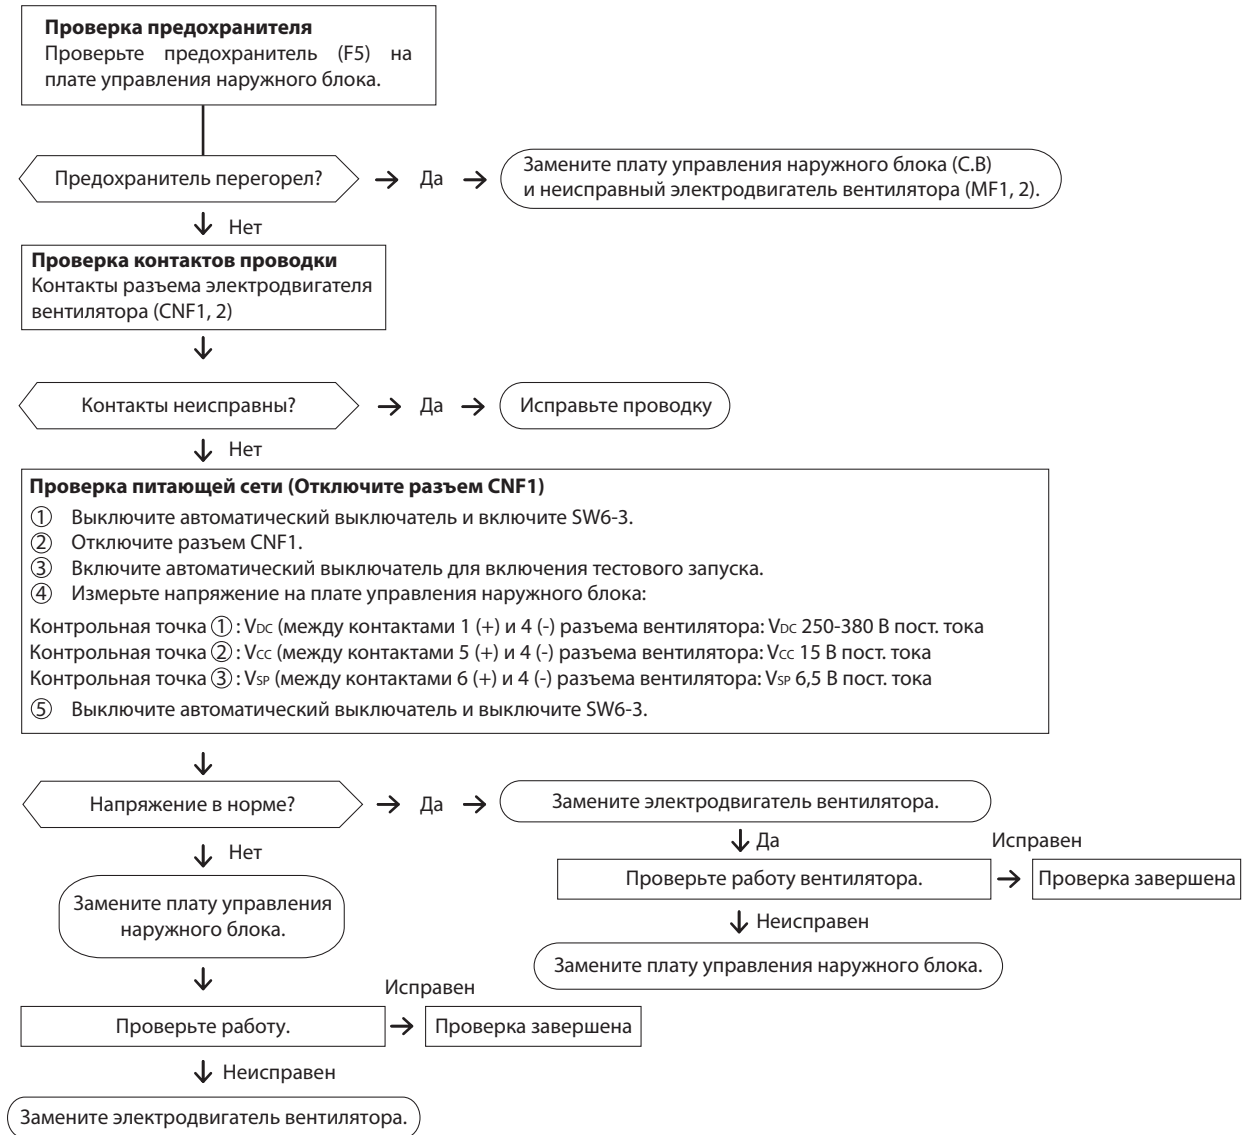 Проверка предохранителя
Проверьте предохранитель (F5) на
плате управления наружного блока.
Предохранитель перегорел?
Да
Замените плату управления наружного блока (C.B)
и неисправный электродвигатель вентилятора (MF1, 2).
Нет
Проверка контактов проводки
Контакты разъема электродвигателя
вентилятора (CNF1, 2)
Контакты неисправны?
Да
Исправьте проводку
Нет
Проверка питающей сети (Отключите разъем CNF1)
① Выключите автоматический выключатель и включите SW6-3.
② Отключите разъем CNF1.
③ Включите автоматический выключатель для включения тестового запуска.
④ Измерьте напряжение на плате управления наружного блока:
Контрольная точка ① : VDC (между контактами 1 (+) и 4 (-) разъема вентилятора: VDC 250-380 В пост. тока
Контрольная точка ② : Vcc (между контактами 5 (+) и 4 (-) разъема вентилятора: Vcc 15 В пост. тока
Контрольная точка ③ : VSP (между контактами 6 (+) и 4 (-) разъема вентилятора: VSP 6,5 В пост. тока
⑤ Выключите автоматический выключатель и выключите SW6-3.
Напряжение в норме?
Да
Замените электродвигатель вентилятора.
Да
Исправен
Проверьте работу вентилятора.
Проверка завершена
Неисправен
Замените плату управления наружного блока.
Нет
Замените плату управления
наружного блока.
Исправен
Проверьте работу.
Проверка завершена
Неисправен
Замените электродвигатель вентилятора.